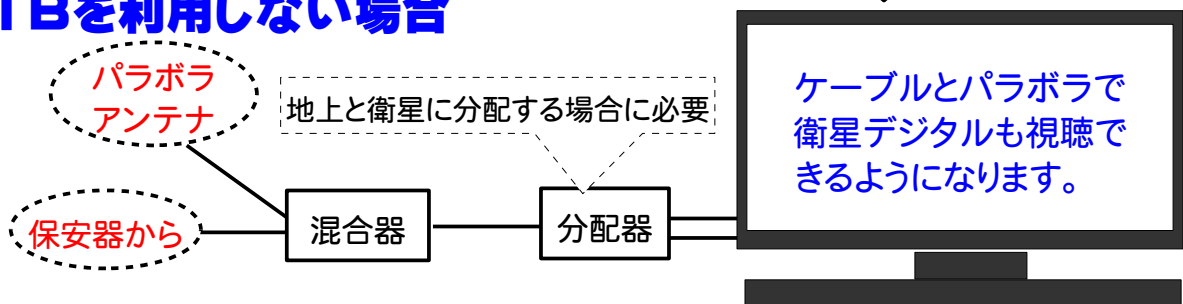 TBを利用しない場合
パラボラ
アンテナ
地上と衛星に分配する場合に必要
ケーブルとパラボラで
衛星デジタルも視聴で
きるようになります。
保安器から
混合器
分配器